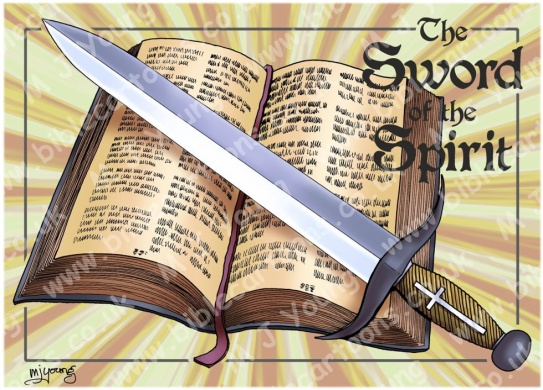 The
Sword
of the
Spirit
mjyoung